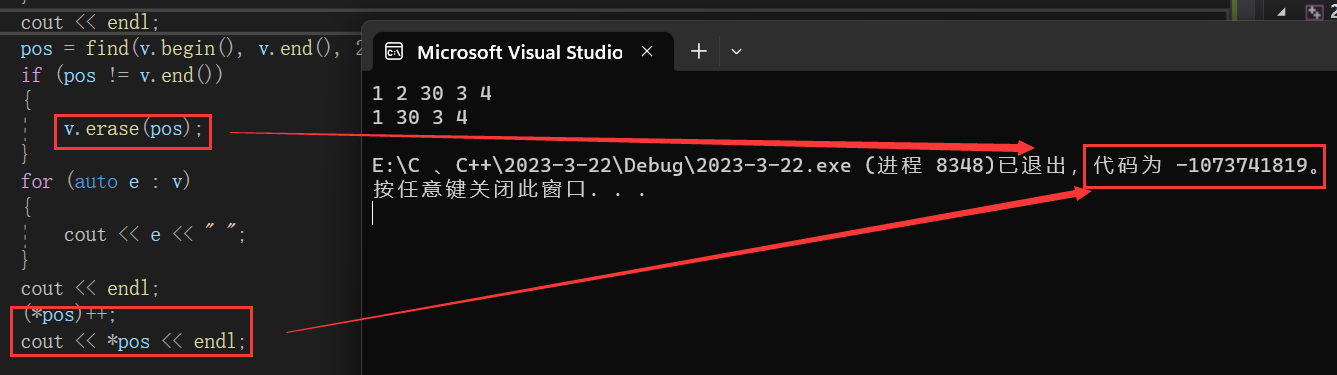 cout << endl;
pos = find(v.begin(), v.end(), 2
if (pos != v.end())
{
v.erase(pos);
}
for (auto e : v)
{
cout << e << " ";
}
cout << endl;
(*pos)++;
cout << *pos << endl;
Microsoft Visual Studio
1 2 30 3 4
1 30 3 4
E:\C 、C++\2023-3-22\Debug\2023-3-22.exe (进程 8348)已退出，代码为 -1073741819。
按任意键关闭此窗口. . .